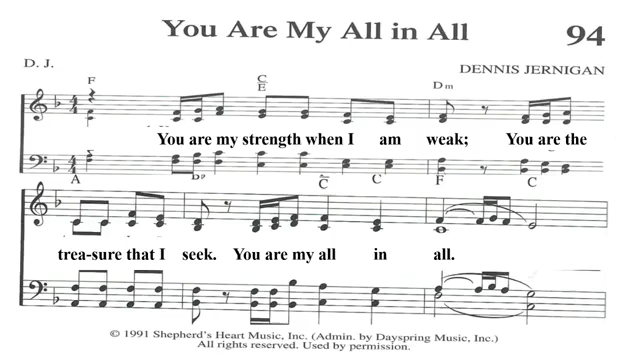 You Are My All in All 94
D. J. DENNIS JERNIGAN
F C E Dm
You are my strength when I am weak; You are the
A C C F C
trea-sure that I seek. You are my all in all.
© 1991 Shepherd's Heart Music, Inc. (Admin. by Dayspring Music, Inc.)
All rights reserved. Used by permission.